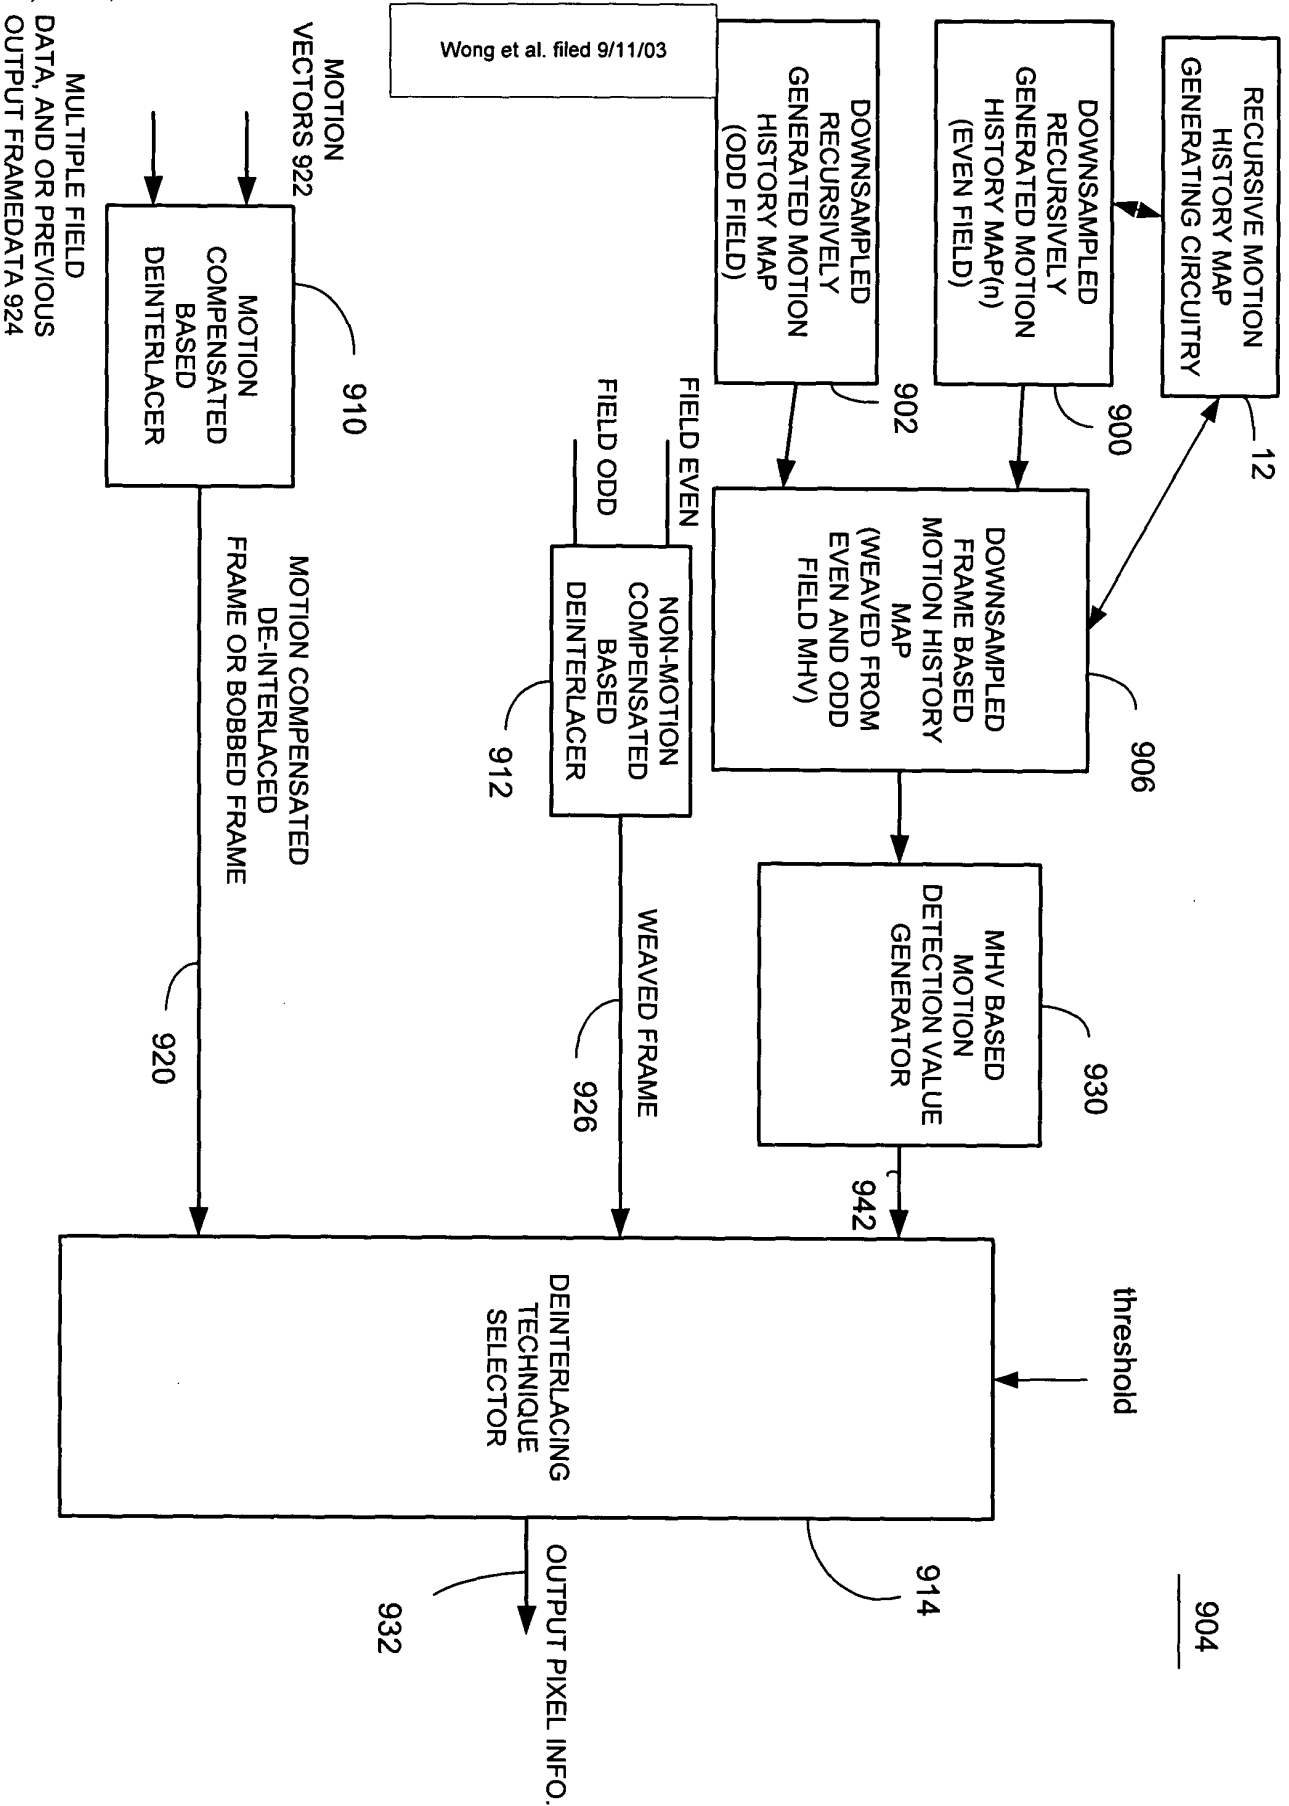 Wong et al. filed 9/11/03
904
RECURSIVE MOTION
HISTORY MAP
GENERATING CIRCUITRY
12
DOWNSAMPLED
RECURSIVELY
GENERATED MOTION
HISTORY MAP(n)
(EVEN FIELD)
900
DOWNSAMPLED
RECURSIVELY
GENERATED MOTION
HISTORY MAP
(ODD FIELD)
902
DOWNSAMPLED
FRAME BASED
MOTION HISTORY
MAP
(WEAVED FROM
EVEN AND ODD
FIELD MHV)
906
MHV BASED
MOTION
DETECTION VALUE
GENERATOR
930
942
threshold
FIELD EVEN
FIELD ODD
NON-MOTION
COMPENSATED
BASED
DEINTERLACER
912
WEAVED FRAME
926
DEINTERLACING
TECHNIQUE
SELECTOR
914
OUTPUT PIXEL INFO.
932
MOTION
VECTORS 922
MOTION
COMPENSATED
BASED
DEINTERLACER
910
MOTION COMPENSATED
DE-INTERLACED
FRAME OR BOBBED FRAME
920
MULTIPLE FIELD
DATA, AND OR PREVIOUS
OUTPUT FRAMEDATA 924